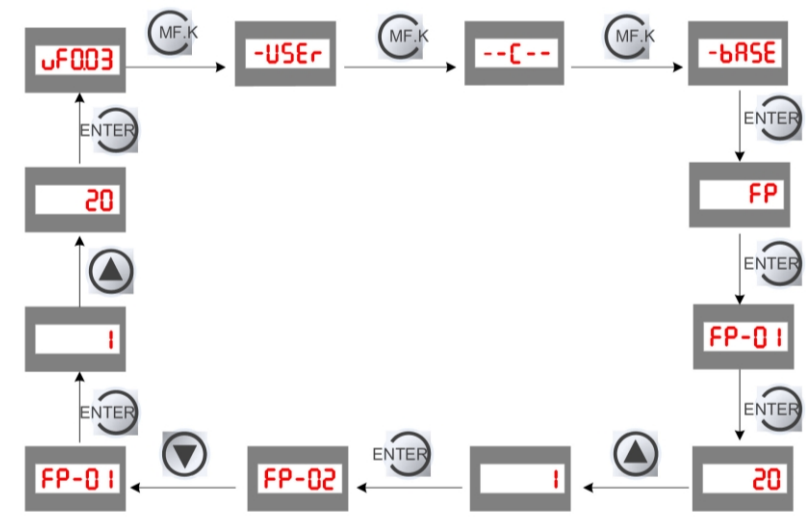 uF0.03
MF.K
-USEr
MF.K
--C--
MF.K
-bASE
ENTER
ENTER
20
FP
ENTER
1
FP-01
ENTER
ENTER
FP-01
FP-02
ENTER
1
20